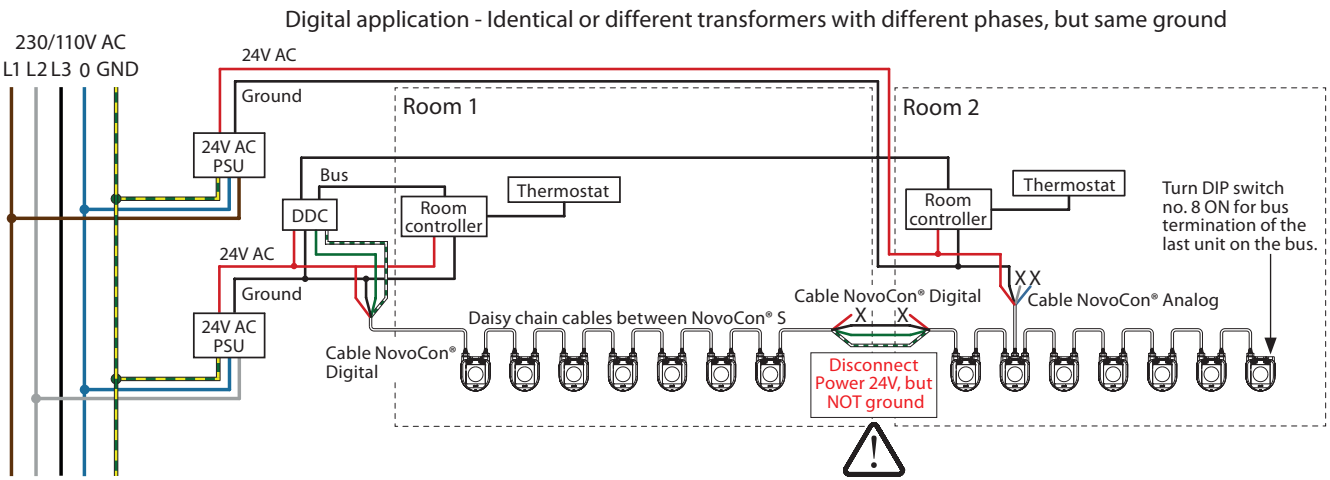 Digital application - Identical or different transformers with different phases, but same ground
230/110V AC
L1 L2 L3 0 GND
24V AC
Ground
24V AC
PSU
Room 1
Room 2
Bus
DDC
Room
controller
Thermostat
Room
controller
Thermostat
Turn DIP switch
no. 8 ON for bus
termination of the
last unit on the bus.
24V AC
Ground
24V AC
PSU
Cable NovoCon®
Digital
Daisy chain cables between NovoCon® S
Cable NovoCon® Digital
X X
X X
Cable NovoCon® Analog
Disconnect
Power 24V, but
NOT ground
!